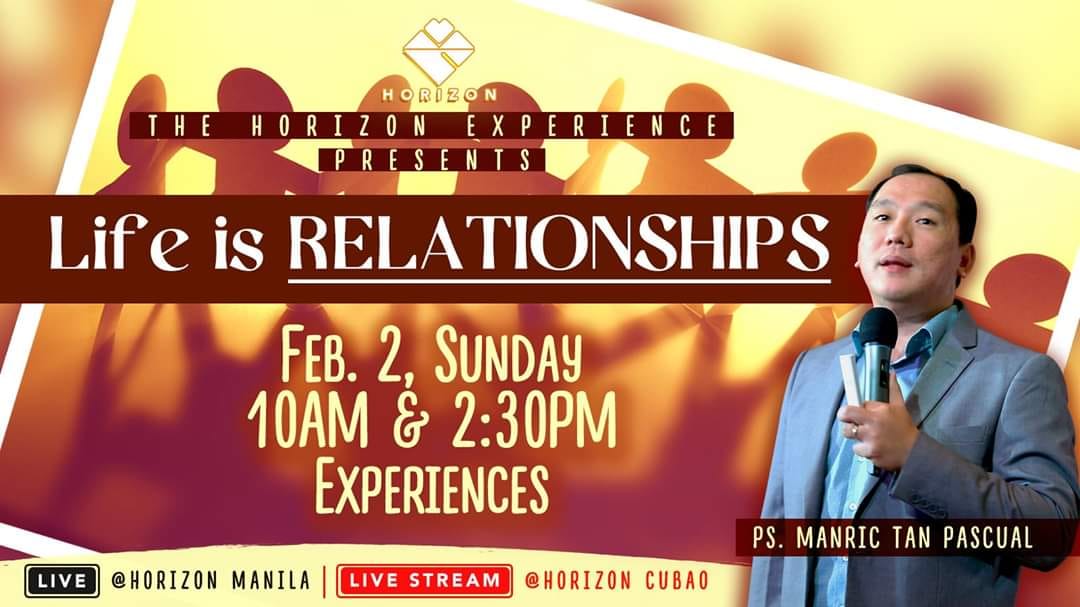 HORIZON
THE HORIZON EXPERIENCE
PRESENTS
Life is RELATIONSHIPS
FEB. 2, SUNDAY
10AM & 2:30PM
EXPERIENCES
PS. MANRIC TAN PASCUAL
LIVE @HORIZON MANILA | LIVE STREAM @HORIZON CUBAO